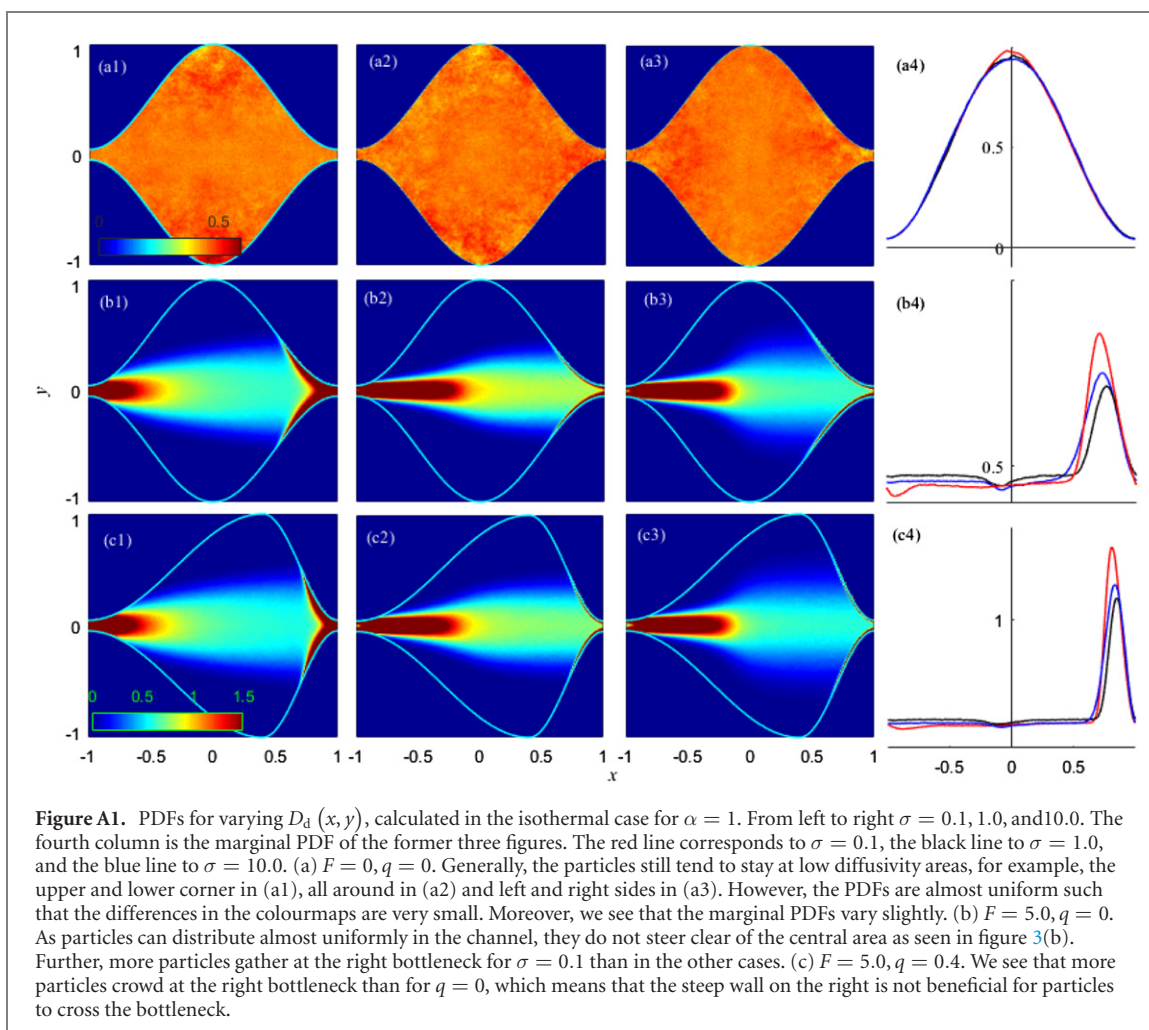 1
0
-1
(a1)
(a2)
(a3)
(a4)
0
0.5
1
0.5
0
y
1
0
-1
(b1)
(b2)
(b3)
(b4)
0.5
1
0
-1
(c1)
(c2)
(c3)
(c4)
0 0.5 1 1.5
1
-1 -0.5 0 0.5 1 -1 -0.5 0 0.5 1 -1 -0.5 0 0.5 1
-0.5 0.5
x
Figure A1. PDFs for varying D_d (x, y), calculated in the isothermal case for α = 1. From left to right σ = 0.1, 1.0, and10.0. The
fourth column is the marginal PDF of the former three figures. The red line corresponds to σ = 0.1, the black line to σ = 1.0,
and the blue line to σ = 10.0. (a) F = 0, q = 0. Generally, the particles still tend to stay at low diffusivity areas, for example, the
upper and lower corner in (a1), all around in (a2) and left and right sides in (a3). However, the PDFs are almost uniform such
that the differences in the colourmaps are very small. Moreover, we see that the marginal PDFs vary slightly. (b) F = 5.0, q = 0.
As particles can distribute almost uniformly in the channel, they do not steer clear of the central area as seen in figure 3(b).
Further, more particles gather at the right bottleneck for σ = 0.1 than in the other cases. (c) F = 5.0, q = 0.4. We see that more
particles crowd at the right bottleneck than for q = 0, which means that the steep wall on the right is not beneficial for particles
to cross the bottleneck.